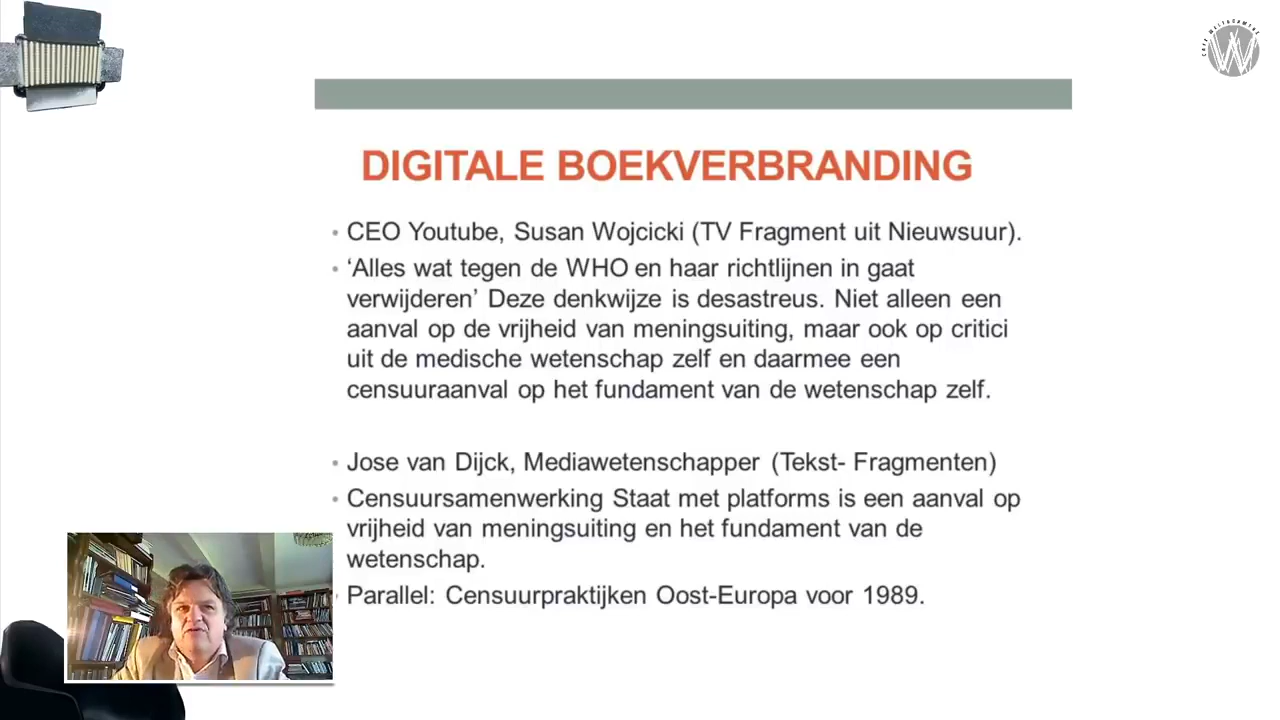 CAFE WELTSCHMERZ
DIGITALE BOEKVERBRANDING
• CEO Youtube, Susan Wojcicki (TV Fragment uit Nieuwsuur).
• ‘Alles wat tegen de WHO en haar richtlijnen in gaat
verwijderen’ Deze denkwijze is desastreus. Niet alleen een
aanval op de vrijheid van meningsuiting, maar ook op critici
uit de medische wetenschap zelf en daarmee een
censuuraanval op het fundament van de wetenschap zelf.
• Jose van Dijck, Mediawetenschapper (Tekst- Fragmenten)
• Censuursamenwerking Staat met platforms is een aanval op
vrijheid van meningsuiting en het fundament van de
wetenschap.
• Parallel: Censuurpraktijken Oost-Europa voor 1989.